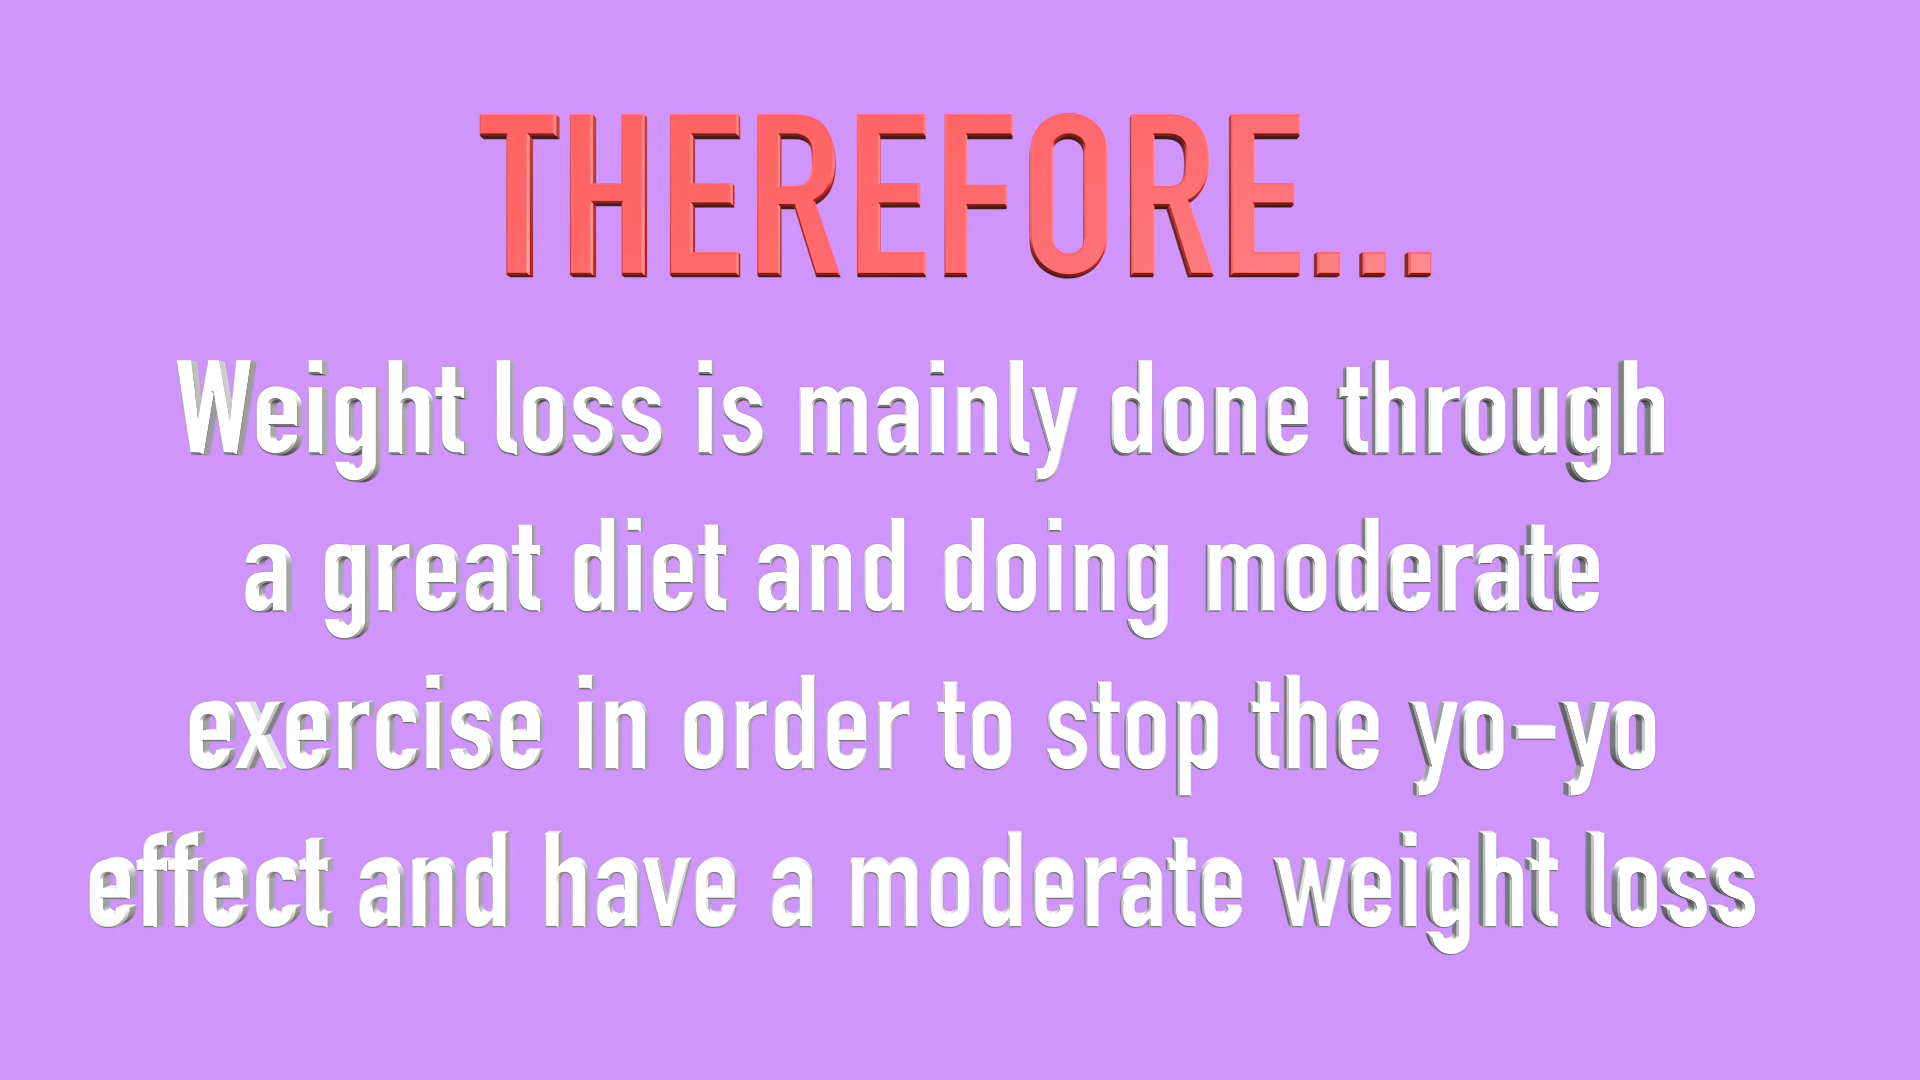 THEREFORE...
Weight loss is mainly done through
a great diet and doing moderate
exercise in order to stop the yo-yo
effect and have a moderate weight loss